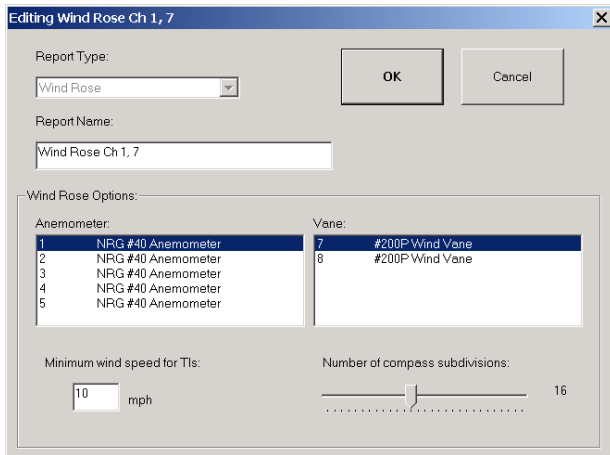 Editing Wind Rose Ch 1, 7
Report Type:
Wind Rose
OK
Cancel
Report Name:
Wind Rose Ch 1, 7
Wind Rose Options:
Anemometer:
1 NRG #40 Anemometer
2 NRG #40 Anemometer
3 NRG #40 Anemometer
4 NRG #40 Anemometer
5 NRG #40 Anemometer
Vane:
7 #200P Wind Vane
8 #200P Wind Vane
Minimum wind speed for TIs:
10 mph
Number of compass subdivisions:
16